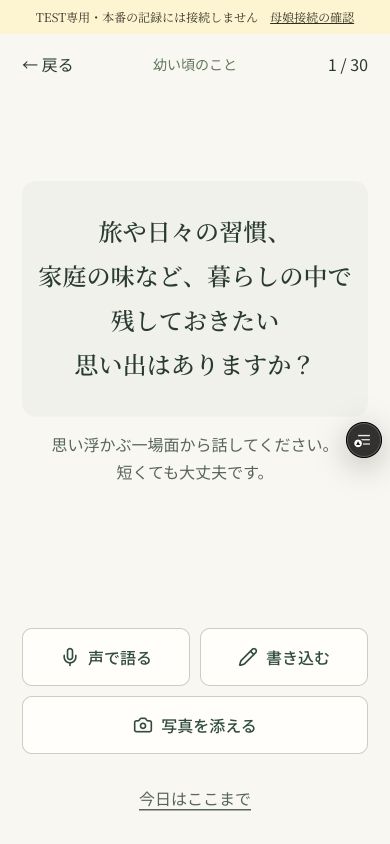 TEST専用・本番の記録には接続しません 母娘接続の確認
← 戻る 幼い頃のこと 1 / 30
旅や日々の習慣、
家庭の味など、暮らしの中で
残しておきたい
思い出はありますか？
思い浮かぶ一場面から話してください。
短くても大丈夫です。
声で語る 書き込む
写真を添える
今日はここまで